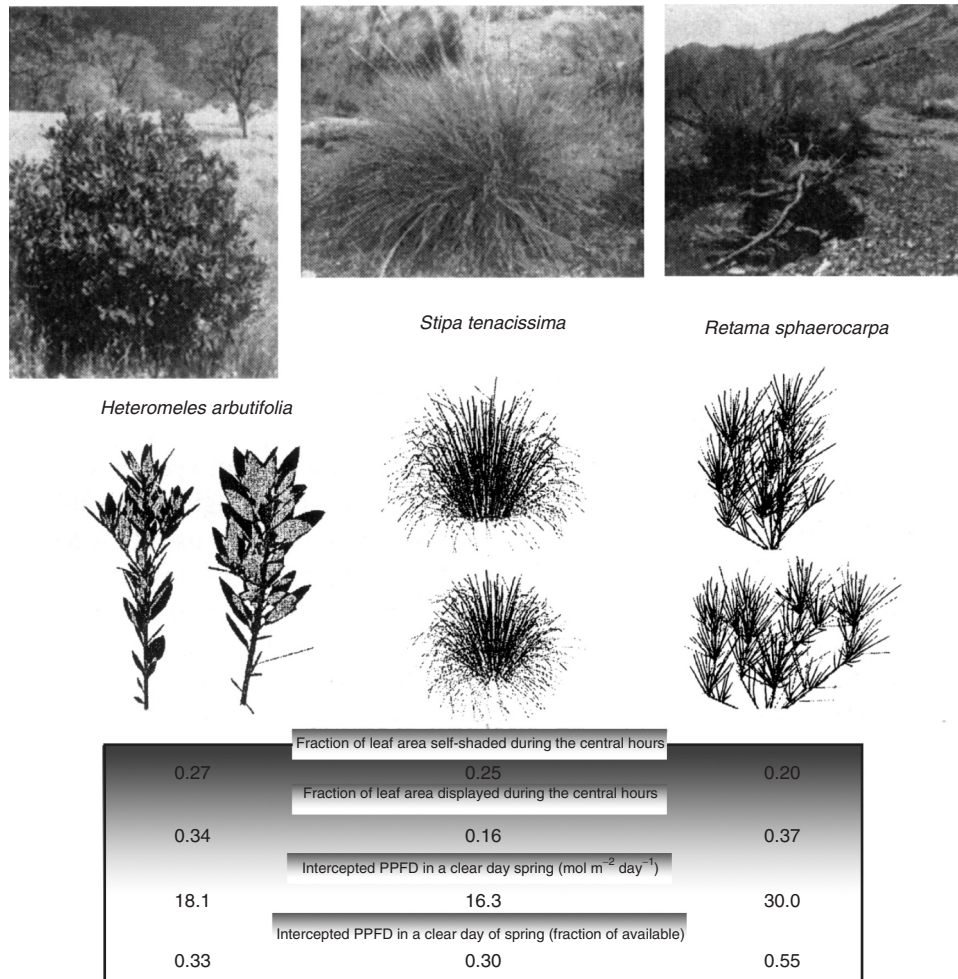 Stipa tenacissima
Retama sphaerocarpa
Heteromeles arbutifolia
Fraction of leaf area self-shaded during the central hours
0.27 0.25 0.20
Fraction of leaf area displayed during the central hours
0.34 0.16 0.37
Intercepted PPFD in a clear day spring (mol m⁻² day⁻¹)
18.1 16.3 30.0
Intercepted PPFD in a clear day of spring (fraction of available)
0.33 0.30 0.55